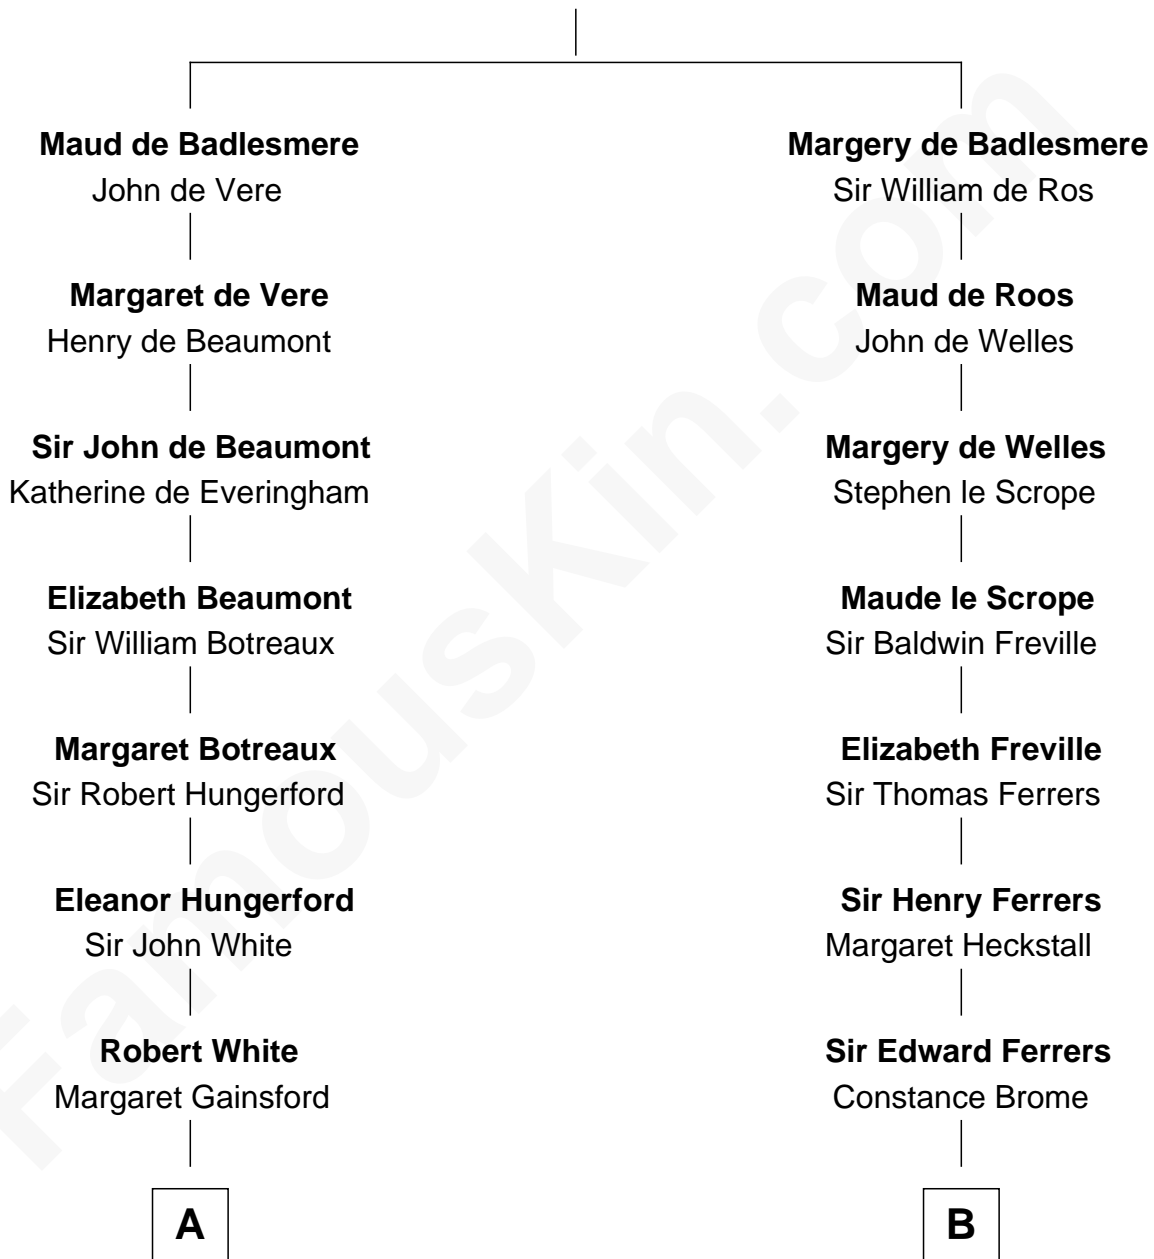 Maud de Badlesmere
John de Vere
Margaret de Vere
Henry de Beaumont
Sir John de Beaumont
Katherine de Everingham
Elizabeth Beaumont
Sir William Botreaux
Margaret Botreaux
Sir Robert Hungerford
Eleanor Hungerford
Sir John White
Robert White
Margaret Gainsford
A
Margery de Badlesmere
Sir William de Ros
Maud de Roos
John de Welles
Margery de Welles
Stephen le Scrope
Maude le Scrope
Sir Baldwin Freville
Elizabeth Freville
Sir Thomas Ferrers
Sir Henry Ferrers
Margaret Heckstall
Sir Edward Ferrers
Constance Brome
B
FamousKin.com